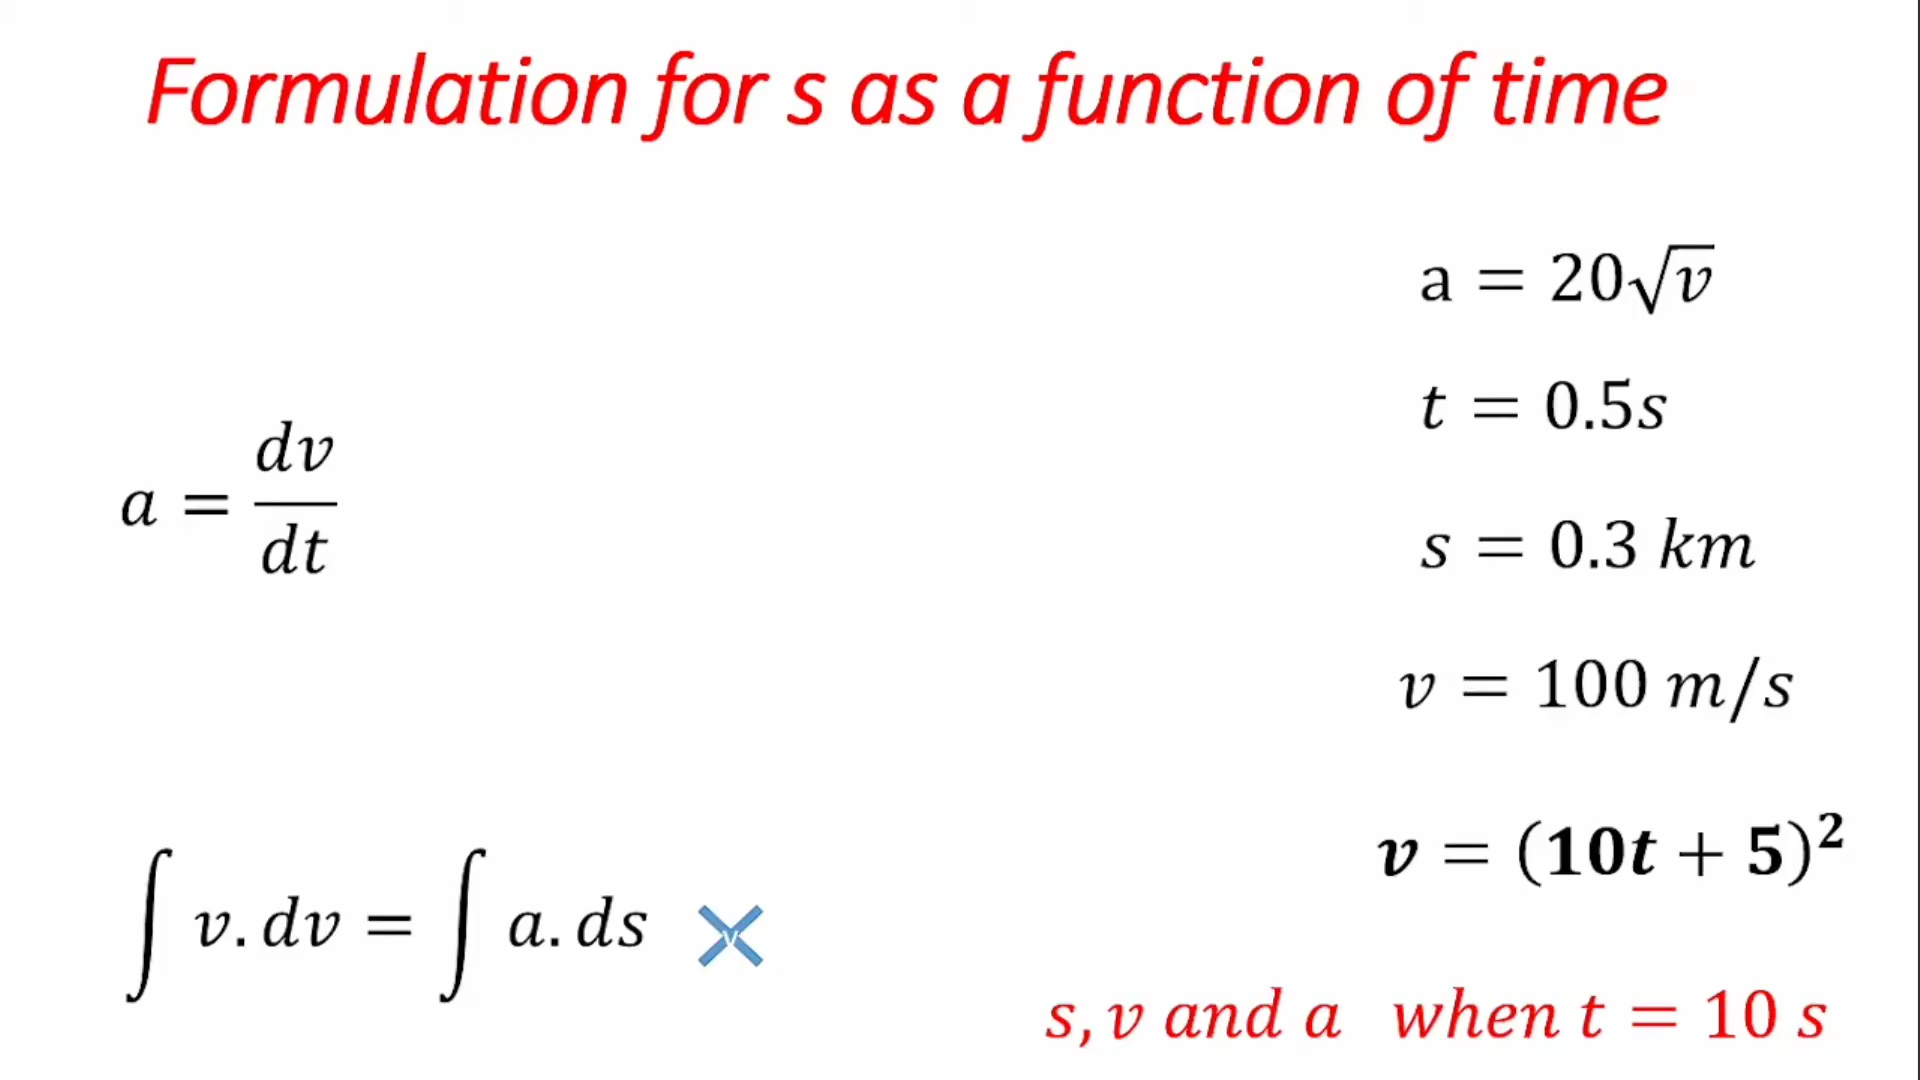 Formulation for s as a function of time
a = 20√v
t = 0.5s
a = dv/dt
s = 0.3 km
v = 100 m/s
v = (10t + 5)²
∫ v. dv = ∫ a. ds
v
s, v and a when t = 10 s